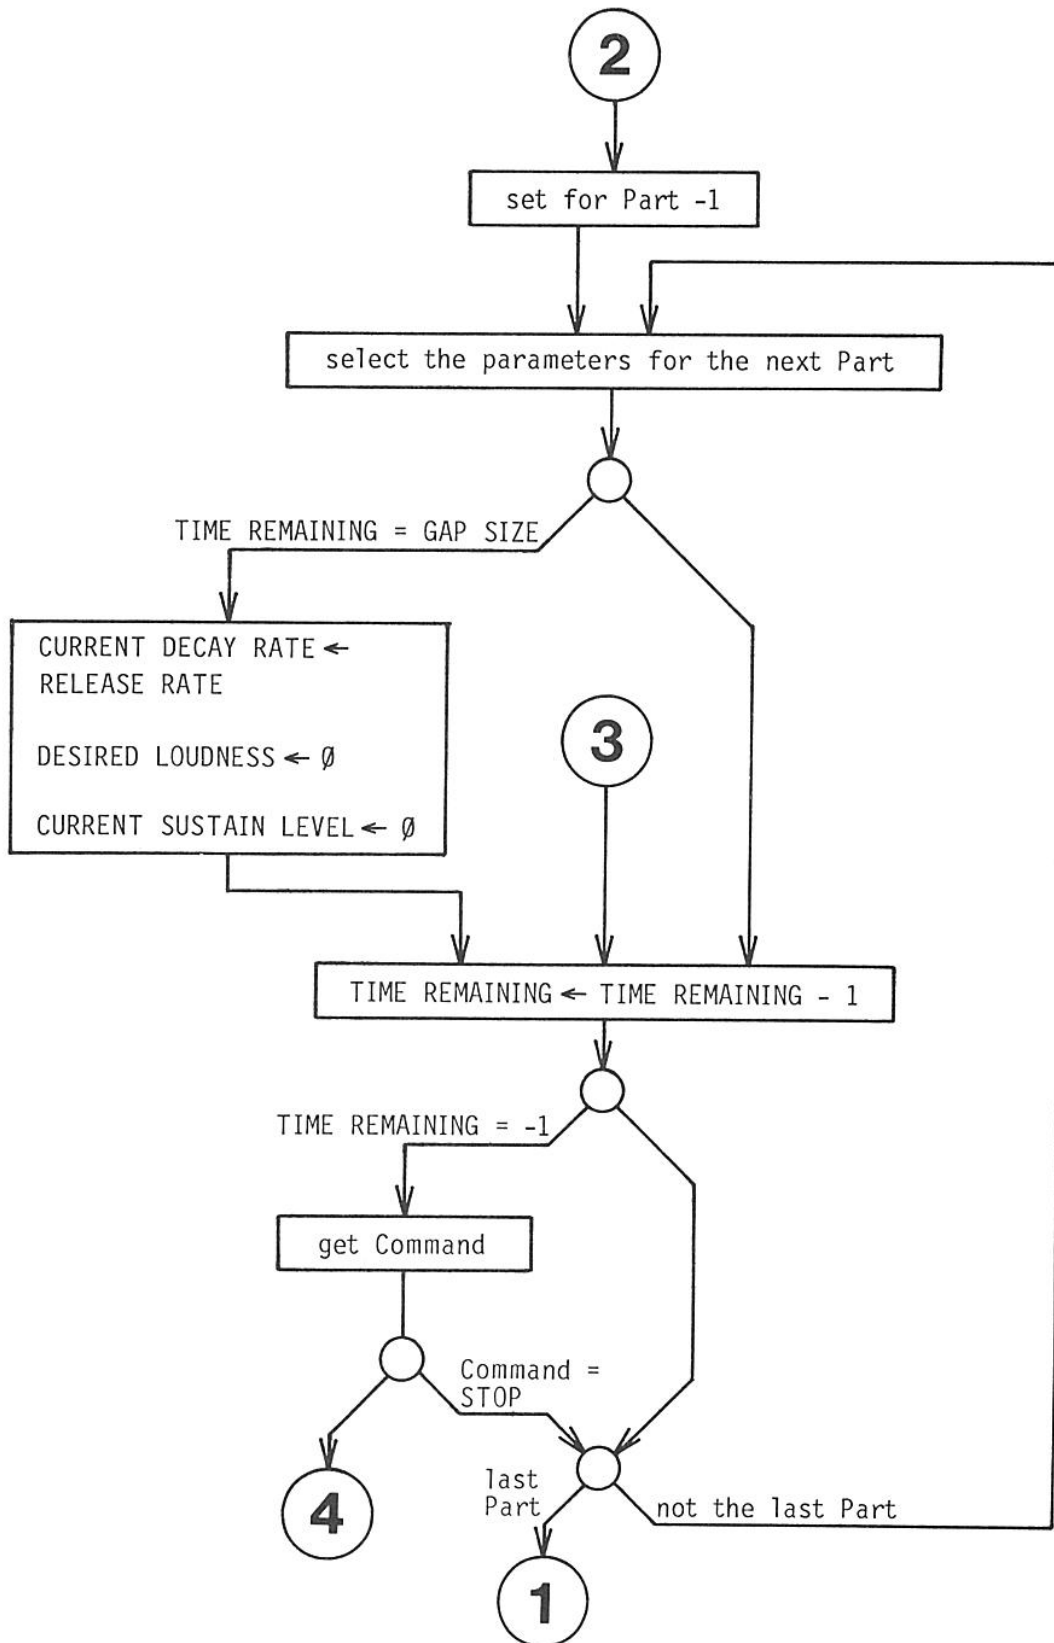 2
set for Part -1
select the parameters for the next Part
TIME REMAINING = GAP SIZE
CURRENT DECAY RATE ←
RELEASE RATE
DESIRED LOUDNESS ← Ø
CURRENT SUSTAIN LEVEL ← Ø
3
TIME REMAINING ← TIME REMAINING - 1
TIME REMAINING = -1
get Command
Command =
STOP
last
Part
not the last Part
4
1